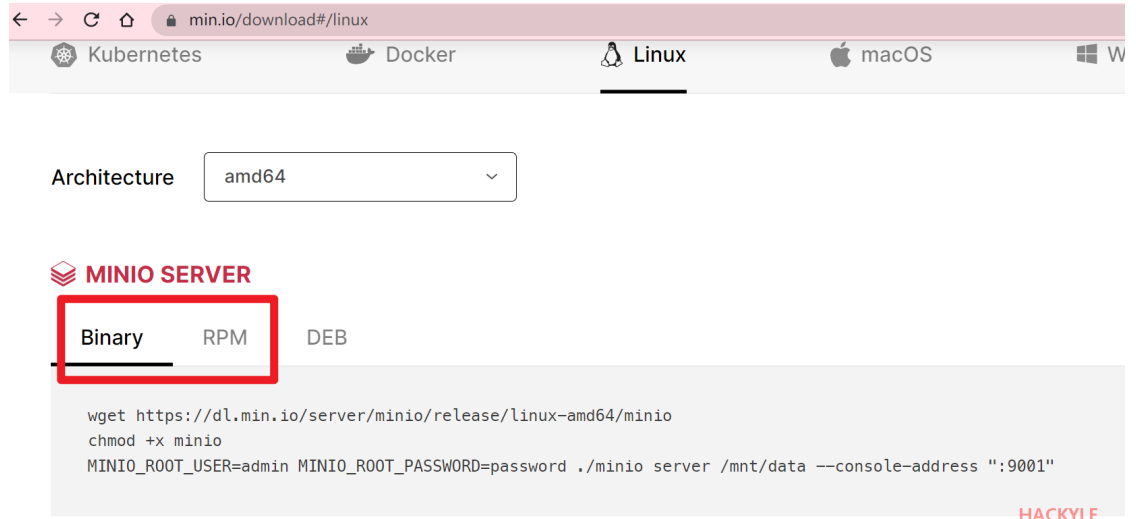 min.io/download#/linux
Kubernetes Docker Linux macOS W
Architecture amd64
MINIO SERVER
Binary RPM DEB
wget https://dl.min.io/server/minio/release/linux-amd64/minio
chmod +x minio
MINIO_ROOT_USER=admin MINIO_ROOT_PASSWORD=password ./minio server /mnt/data --console-address ":9001"
HACKYLE